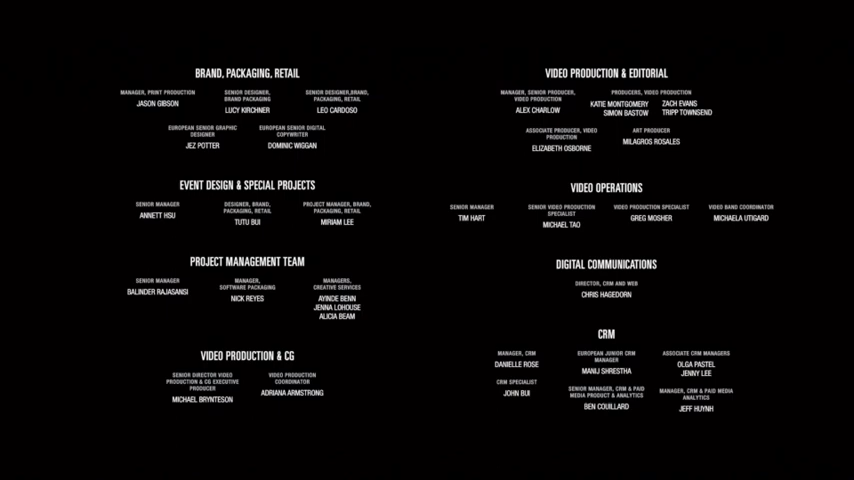 BRAND, PACKAGING, RETAIL
MANAGER, PRINT PRODUCTION
JASON GIBSON
SENIOR DESIGNER,
BRAND PACKAGING
LUCY KIRCHNER
SENIOR DESIGNER,BRAND,
PACKAGING, RETAIL
LEO CARDOSO
EUROPEAN SENIOR GRAPHIC
DESIGNER
JEZ POTTER
EUROPEAN SENIOR DIGITAL
COPYWRITER
DOMINIC WIGGAN
EVENT DESIGN & SPECIAL PROJECTS
SENIOR MANAGER
ANNETT HSU
DESIGNER, BRAND,
PACKAGING, RETAIL
TUTU BUI
PROJECT MANAGER, BRAND,
PACKAGING, RETAIL
MIRIAM LEE
PROJECT MANAGEMENT TEAM
SENIOR MANAGER
BALINDER RAJASANSI
MANAGER,
SOFTWARE PACKAGING
NICK REYES
MANAGERS,
CREATIVE SERVICES
AYINDE BENN
JENNA LOHOUSE
ALICIA BEAM
VIDEO PRODUCTION & CG
SENIOR DIRECTOR VIDEO
PRODUCTION & CG EXECUTIVE
PRODUCER
MICHAEL BRYNTESON
VIDEO PRODUCTION
COORDINATOR
ADRIANA ARMSTRONG
VIDEO PRODUCTION & EDITORIAL
MANAGER, SENIOR PRODUCER,
VIDEO PRODUCTION
ALEX CHARLOW
PRODUCERS, VIDEO PRODUCTION
KATIE MONTGOMERY
SIMON BASTOW
ZACH EVANS
TRIPP TOWNSEND
ASSOCIATE PRODUCER, VIDEO
PRODUCTION
ELIZABETH OSBORNE
ART PRODUCER
MILAGROS ROSALES
VIDEO OPERATIONS
SENIOR MANAGER
TIM HART
SENIOR VIDEO PRODUCTION
SPECIALIST
MICHAEL TAO
VIDEO PRODUCTION SPECIALIST
GREG MOSHER
VIDEO BAND COORDINATOR
MICHAELA UTIGARD
DIGITAL COMMUNICATIONS
DIRECTOR, CRM AND WEB
CHRIS HAGEDORN
CRM
MANAGER, CRM
DANIELLE ROSE
EUROPEAN JUNIOR CRM
MANAGER
MANIJ SHRESTHA
ASSOCIATE CRM MANAGERS
OLGA PASTEL
JENNY LEE
CRM SPECIALIST
JOHN BUI
SENIOR MANAGER, CRM & PAID
MEDIA PRODUCT & ANALYTICS
BEN COUILLARD
MANAGER, CRM & PAID MEDIA
ANALYTICS
JEFF HUYNH